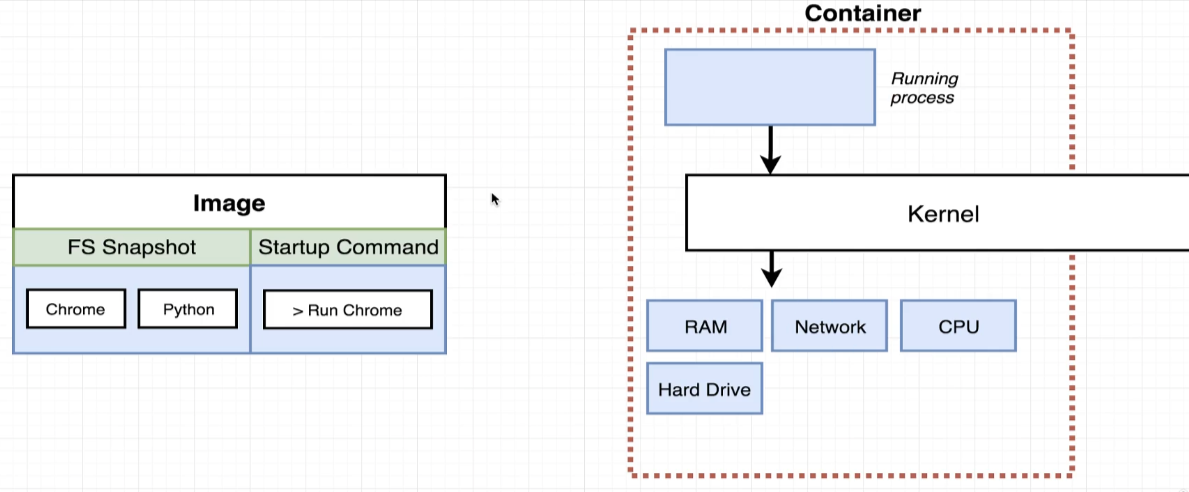 Container
Running
process
Image
Kernel
FS Snapshot
Startup Command
Chrome
Python
> Run Chrome
RAM
Network
CPU
Hard Drive